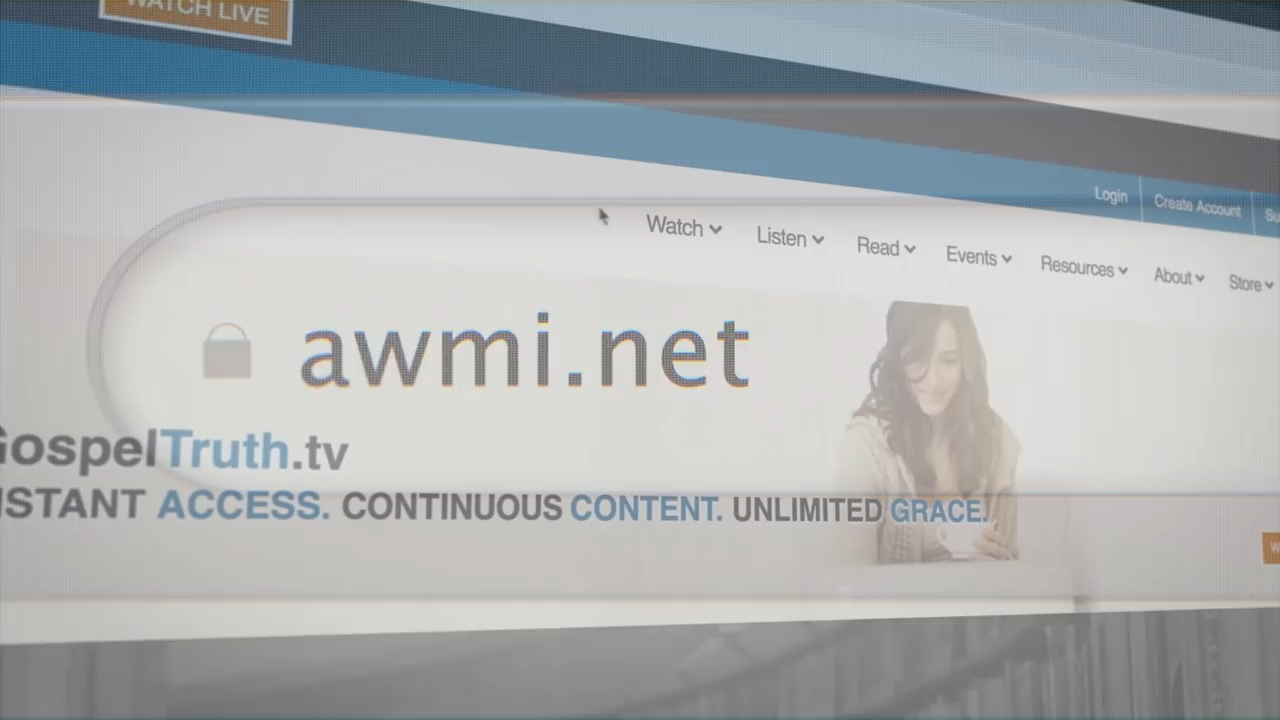 WATCH LIVE
Login
Create Account
Watch
Listen
Read
Events
Resources
About
Store
awmi.net
GospelTruth.tv
ACCESS. CONTINUOUS CONTENT. UNLIMITED GRACE.